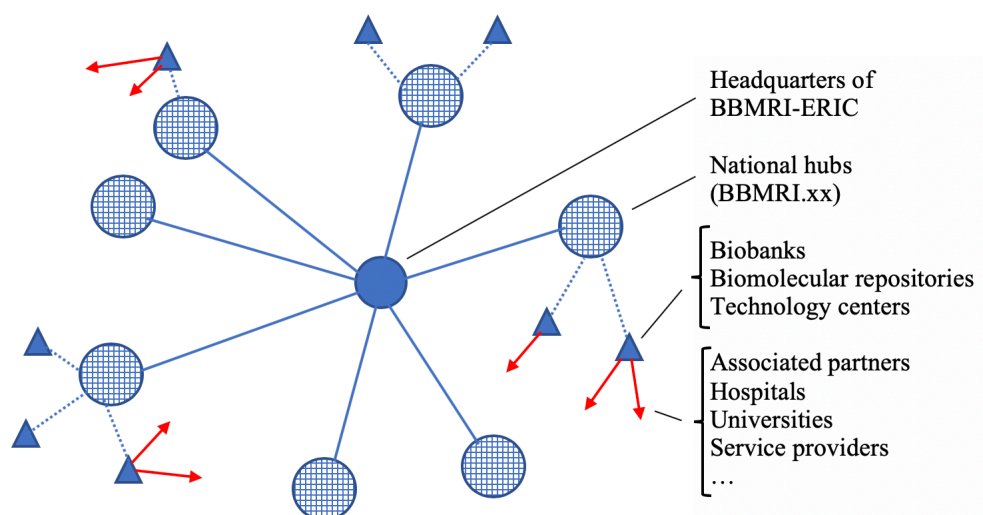 Headquarters of
BBMRI-ERIC
National hubs
(BBMRI.xx)
Biobanks
Biomolecular repositories
Technology centers
Associated partners
Hospitals
Universities
Service providers
…